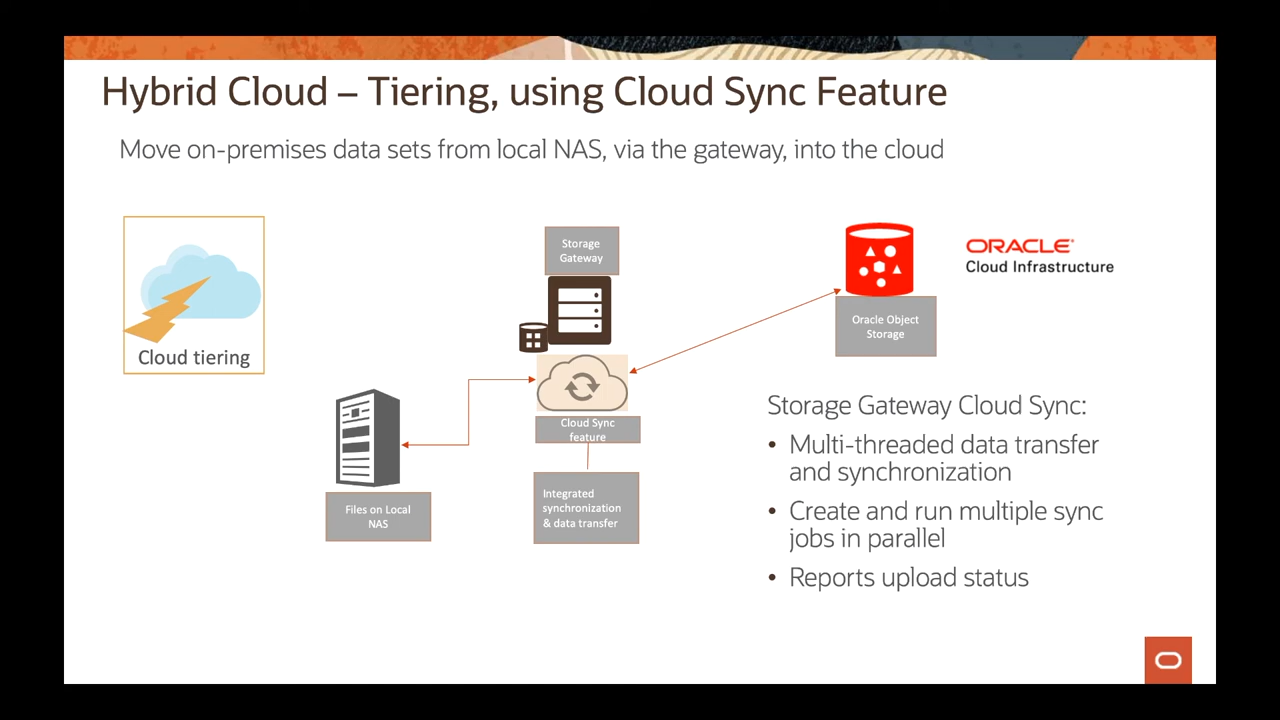 Hybrid Cloud – Tiering, using Cloud Sync Feature
Move on-premises data sets from local NAS, via the gateway, into the cloud
Cloud tiering
Storage
Gateway
Cloud Sync
feature
Integrated
synchronization
& data transfer
Files on Local
NAS
Oracle Object
Storage
ORACLE
Cloud Infrastructure
Storage Gateway Cloud Sync:
• Multi-threaded data transfer
and synchronization
• Create and run multiple sync
jobs in parallel
• Reports upload status